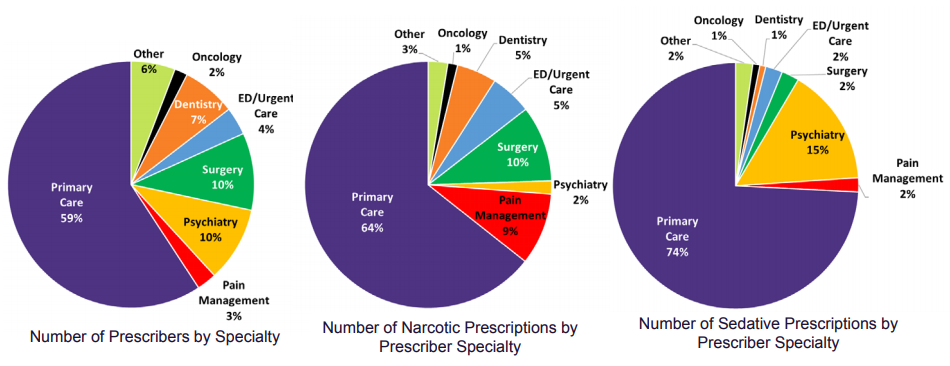 Other
6%
Oncology
2%
Dentistry
7%
ED/Urgent
Care
4%
Surgery
10%
Psychiatry
10%
Pain
Management
3%
Primary
Care
59%
Number of Prescribers by Specialty
Other
3%
Oncology
1%
Dentistry
5%
ED/Urgent
Care
5%
Surgery
10%
Psychiatry
2%
Pain
Management
9%
Primary
Care
64%
Number of Narcotic Prescriptions by
Prescriber Specialty
Other
2%
Oncology
1%
Dentistry
1%
ED/Urgent
Care
2%
Surgery
2%
Psychiatry
15%
Pain
Management
2%
Primary
Care
74%
Number of Sedative Prescriptions by
Prescriber Specialty